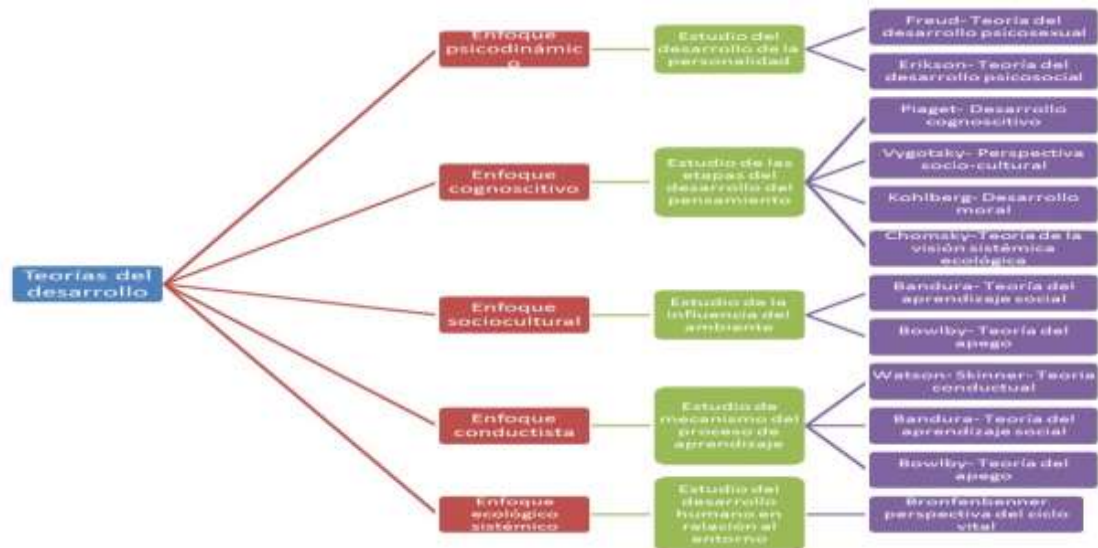 Teorías del
desarrollo
Enfoque
psicodinámic
o
Estudio del
desarrollo de la
personalidad
Freud- Teoría del
desarrollo psicosexual
Erikson- Teoría del
desarrollo psicosocial
Enfoque
cognoscitivo
Estudio de las
etapas del
desarrollo del
pensamiento
Piaget- Desarrollo
cognoscitivo
Vygotsky- Perspectiva
socio-cultural
Kohlberg- Desarrollo
moral
Chomsky-Teoría de la
visión sistémica
ecológica
Enfoque
sociocultural
Estudio de la
influencia del
ambiente
Bandura- Teoría del
aprendizaje social
Bowlby- Teoría del
apego
Enfoque
conductista
Estudio de
mecanismo del
proceso de
aprendizaje
Watson- Skinner- Teoría
conductual
Bandura- Teoría del
aprendizaje social
Bowlby- Teoría del
apego
Enfoque
ecológico
sistémico
Estudio del
desarrollo
humano en
relación al
entorno
Bronfenbenner
perspectiva del ciclo
vital